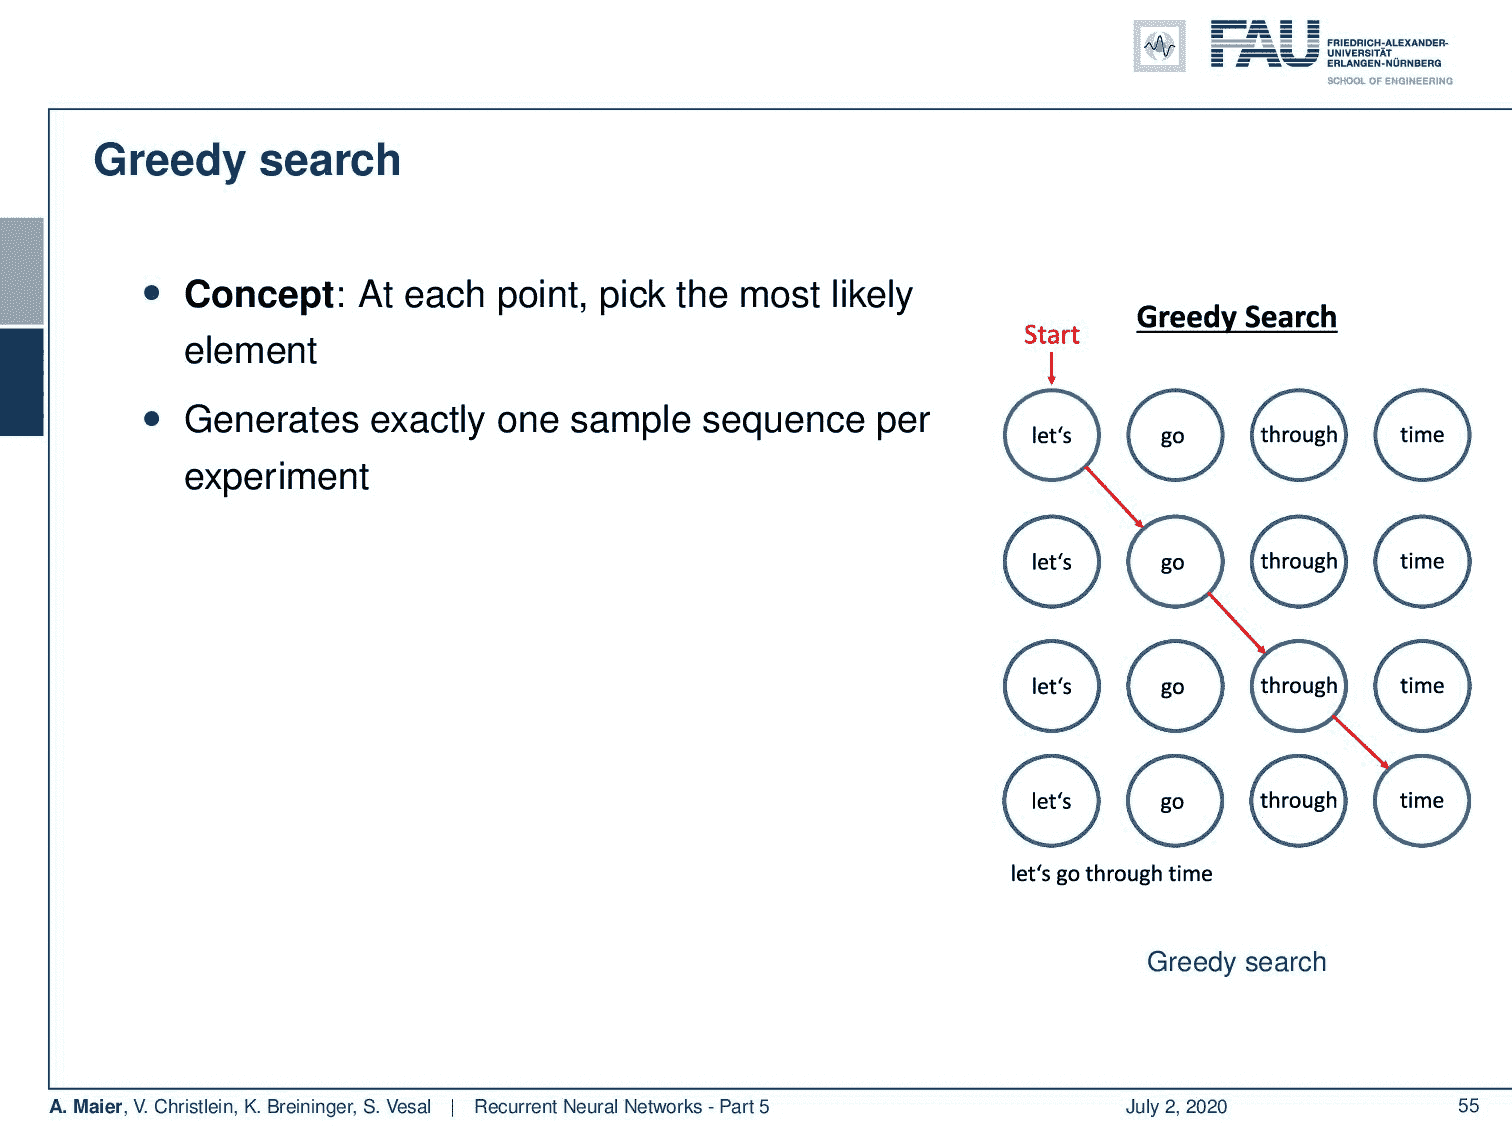 FAU
FRIEDRICH-ALEXANDER-
UNIVERSITÄT
ERLANGEN-NÜRNBERG
SCHOOL OF ENGINEERING
Greedy search
• Concept: At each point, pick the most likely
element
• Generates exactly one sample sequence per
experiment
Greedy Search
Start
let‘s go through time
let‘s go through time
let‘s go through time
let‘s go through time
let‘s go through time
Greedy search
A. Maier, V. Christlein, K. Breininger, S. Vesal | Recurrent Neural Networks - Part 5 July 2, 2020 55